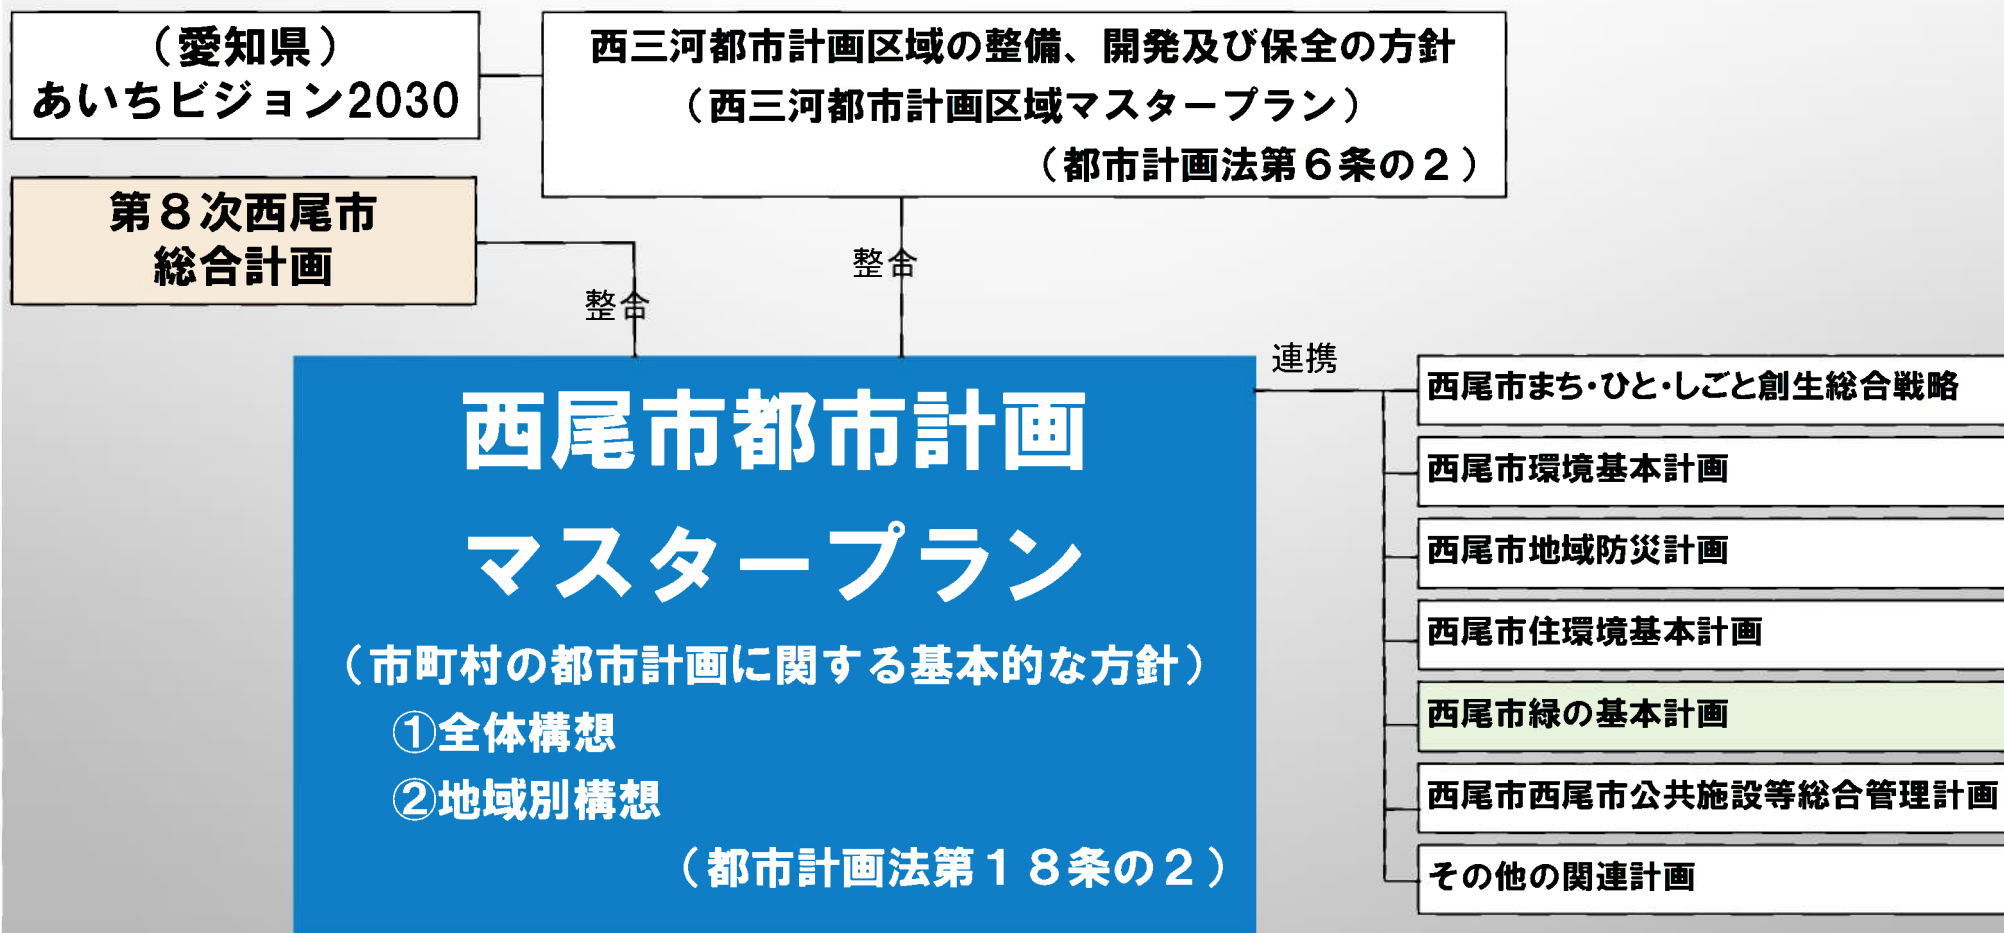 （愛知県）
あいちビジョン2030
西三河都市計画区域の整備、開発及び保全の方針
（西三河都市計画区域マスタープラン）
（都市計画法第６条の２）
第８次西尾市
総合計画
整合
整合
西尾市都市計画
マスタープラン
（市町村の都市計画に関する基本的な方針）
①全体構想
②地域別構想
（都市計画法第１８条の２）
連携
西尾市まち・ひと・しごと創生総合戦略
西尾市環境基本計画
西尾市地域防災計画
西尾市住環境基本計画
西尾市緑の基本計画
西尾市西尾市公共施設等総合管理計画
その他の関連計画